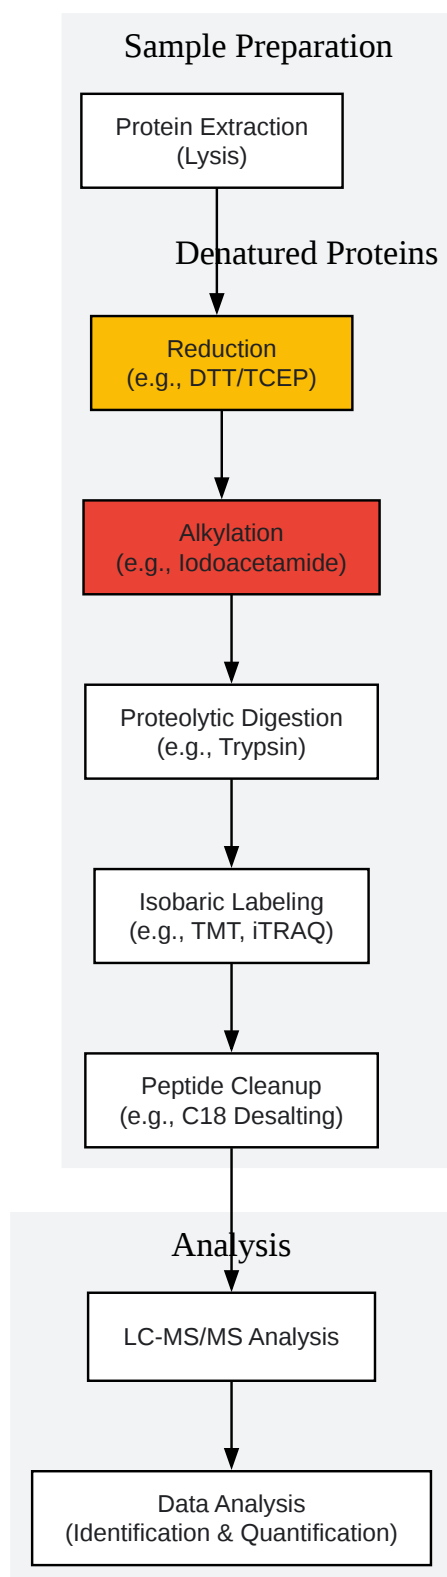 Sample Preparation
Protein Extraction
(Lysis)
Denatured Proteins
Reduction
(e.g., DTT/TCEP)
Alkylation
(e.g., Iodoacetamide)
Proteolytic Digestion
(e.g., Trypsin)
Isobaric Labeling
(e.g., TMT, iTRAQ)
Peptide Cleanup
(e.g., C18 Desalting)
Analysis
LC-MS/MS Analysis
Data Analysis
(Identification & Quantification)